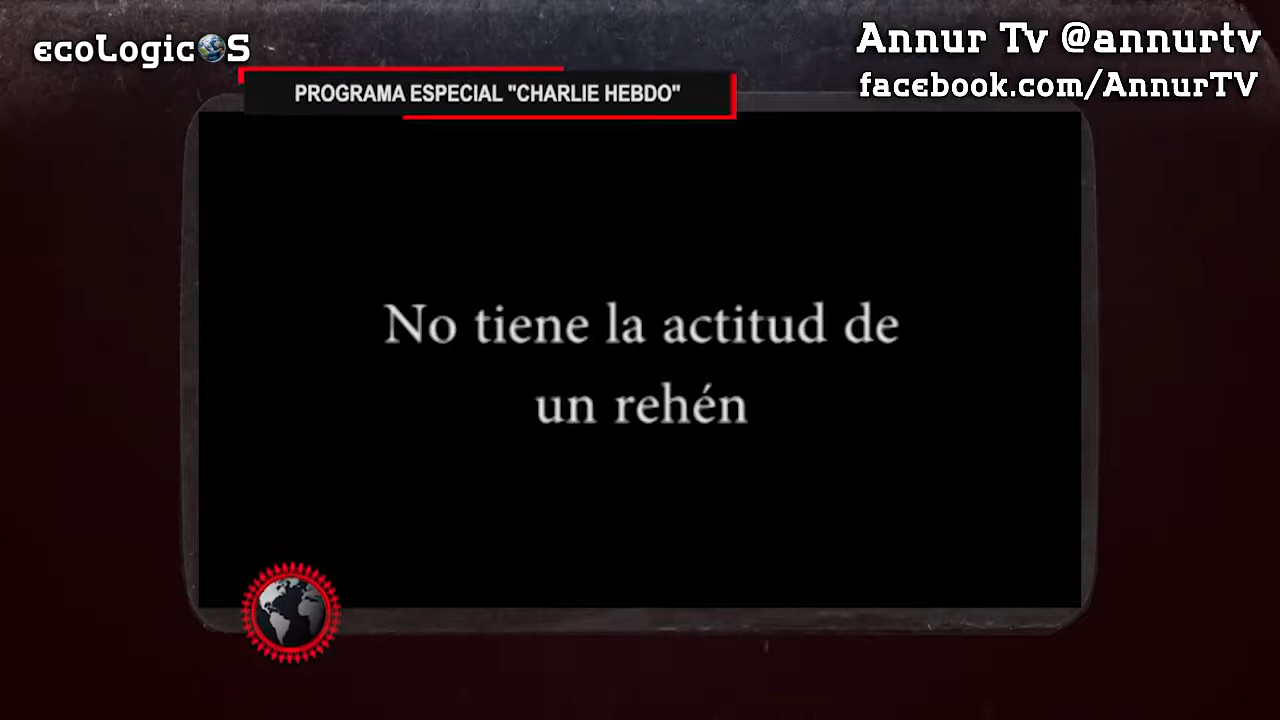 ecoLogicOS
Annur Tv @annurtv
facebook.com/AnnurTV
PROGRAMA ESPECIAL "CHARLIE HEBDO"
No tiene la actitud de
un rehén